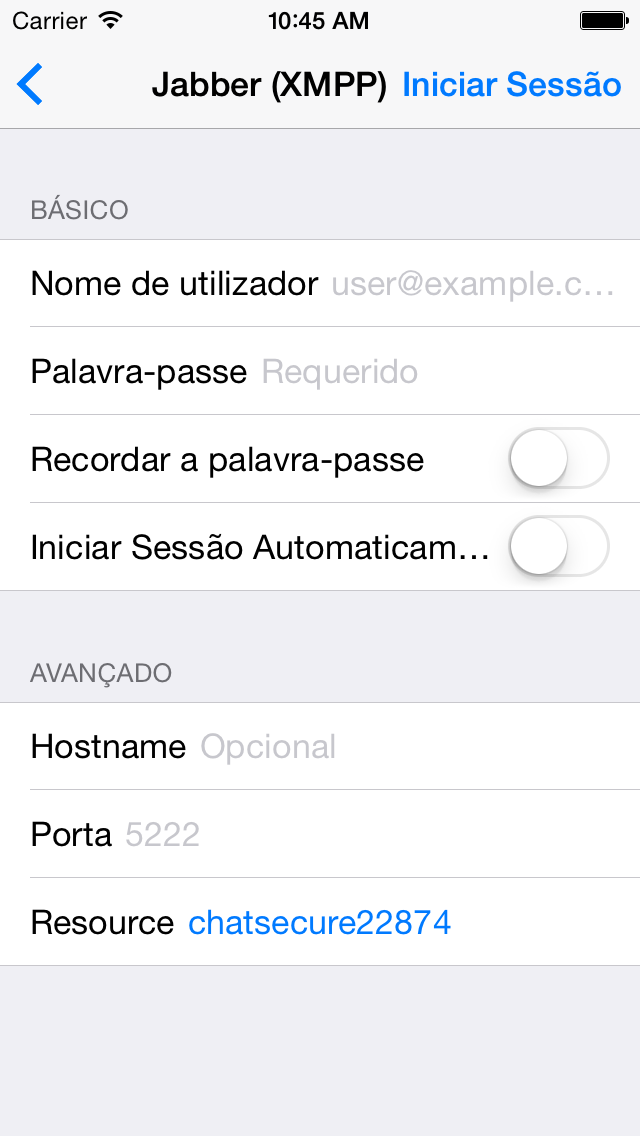 Carrier 10:45 AM
Jabber (XMPP) Iniciar Sessão
BÁSICO
Nome de utilizador user@example.c...
Palavra-passe Requerido
Recordar a palavra-passe
Iniciar Sessão Automaticam...
AVANÇADO
Hostname Opcional
Porta 5222
Resource chatsecure22874